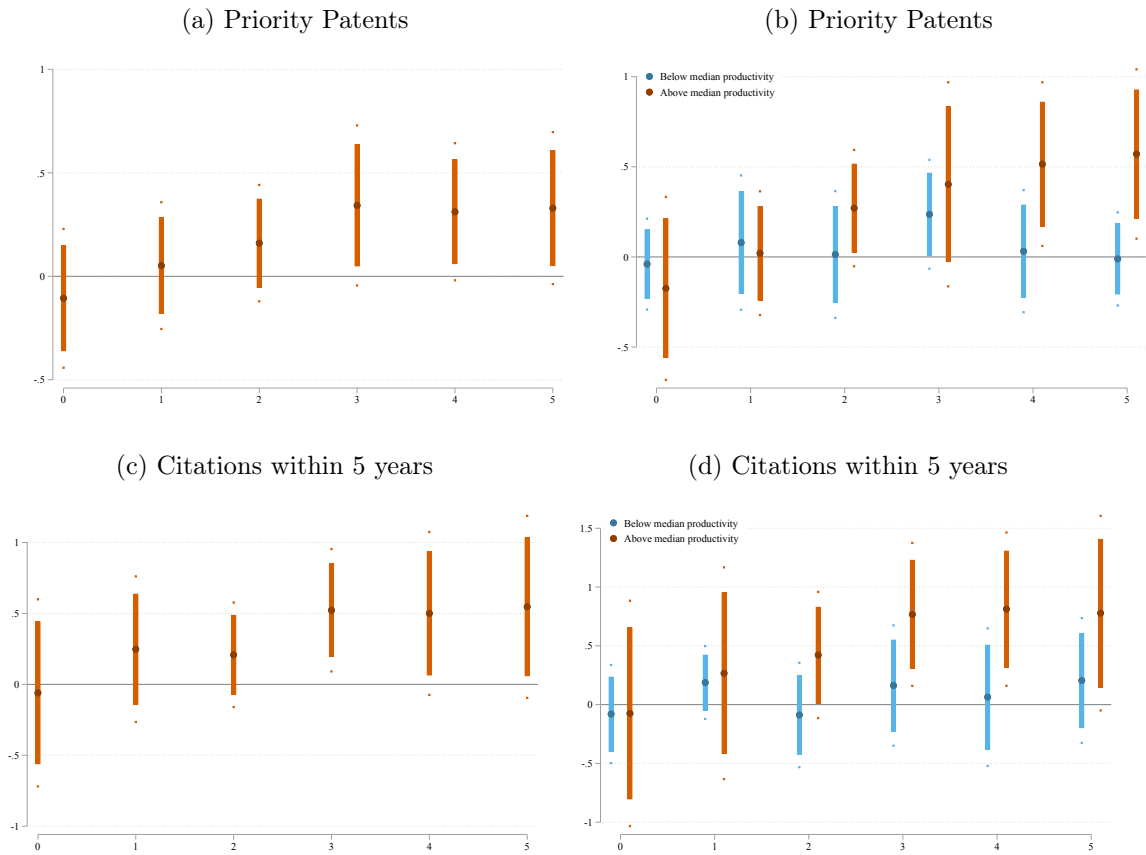 (a) Priority Patents
1
.5
0
-.5
0 1 2 3 4 5
(b) Priority Patents
Below median productivity
Above median productivity
1
.5
0
-.5
0 1 2 3 4 5
(c) Citations within 5 years
1
.5
0
-.5
-1
0 1 2 3 4 5
(d) Citations within 5 years
Below median productivity
Above median productivity
1.5
1
.5
0
-.5
-1
0 1 2 3 4 5